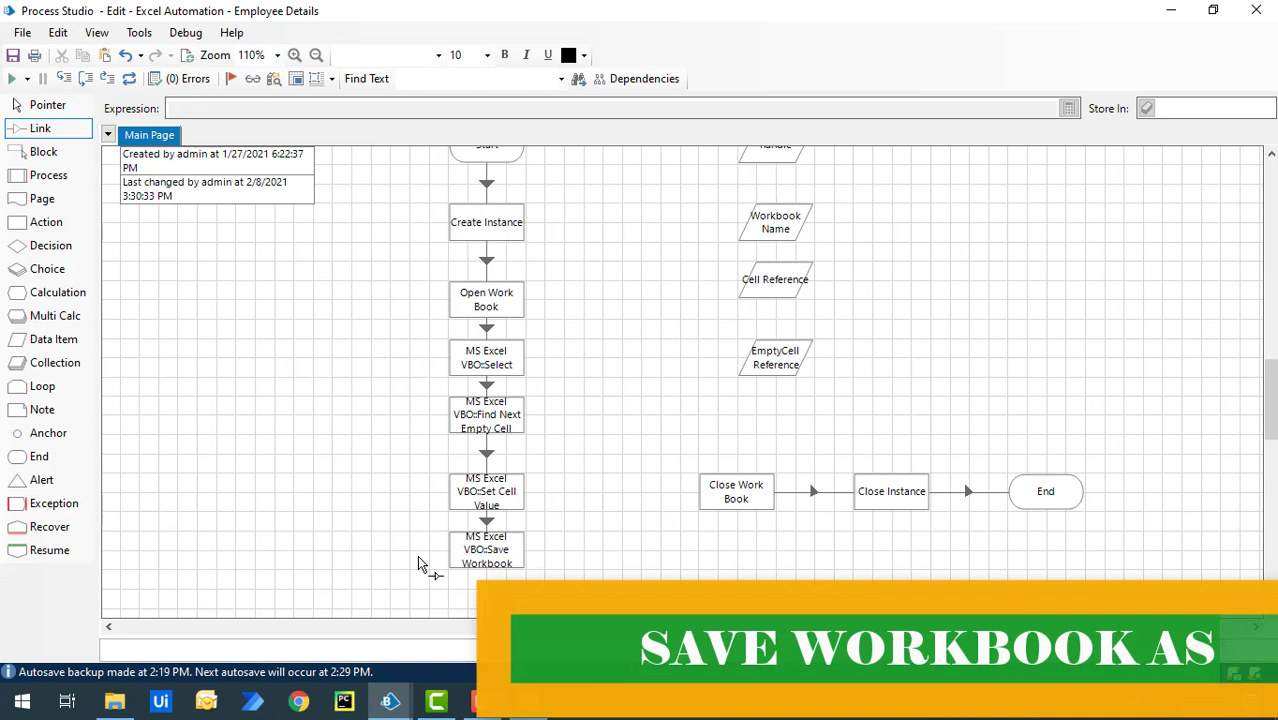 Process Studio - Edit - Excel Automation - Employee Details
File Edit View Tools Debug Help
Zoom 110% 10 B I U
(0) Errors Find Text Dependencies
Expression: Store In:
Pointer
Link
Block
Process
Page
Action
Decision
Choice
Calculation
Multi Calc
Data Item
Collection
Loop
Note
Anchor
End
Alert
Exception
Recover
Resume
Main Page
Created by admin at 1/27/2021 6:22:37
PM
Last changed by admin at 2/8/2021
3:30:33 PM
Start
Create Instance
Open Work
Book
MS Excel
VBO::Select
MS Excel
VBO::Find Next
Empty Cell
MS Excel
VBO::Set Cell
Value
MS Excel
VBO::Save
Workbook
Handle
Workbook
Name
Cell Reference
EmptyCell
Reference
Close Work
Book
Close Instance
End
SAVE WORKBOOK AS
Autosave backup made at 2:19 PM. Next autosave will occur at 2:29 PM.
Ui
PC
B
C